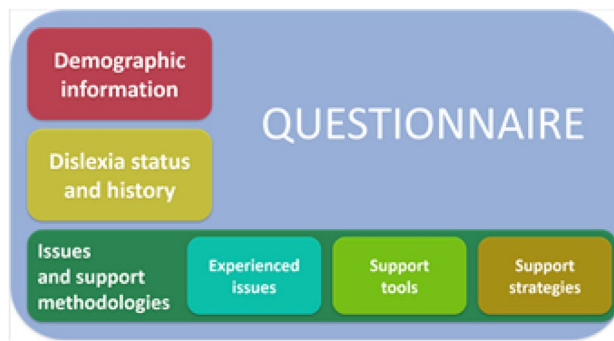 Demographic
information
QUESTIONNAIRE
Dislexia status
and history
Issues
and support
methodologies
Experienced
issues
Support
tools
Support
strategies